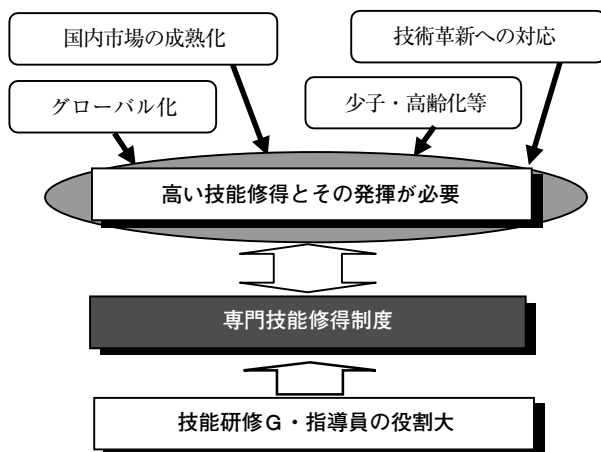 国内市場の成熟化
技術革新への対応
グローバル化
少子・高齢化等
高い技能修得とその発揮が必要
専門技能修得制度
技能研修G・指導員の役割大